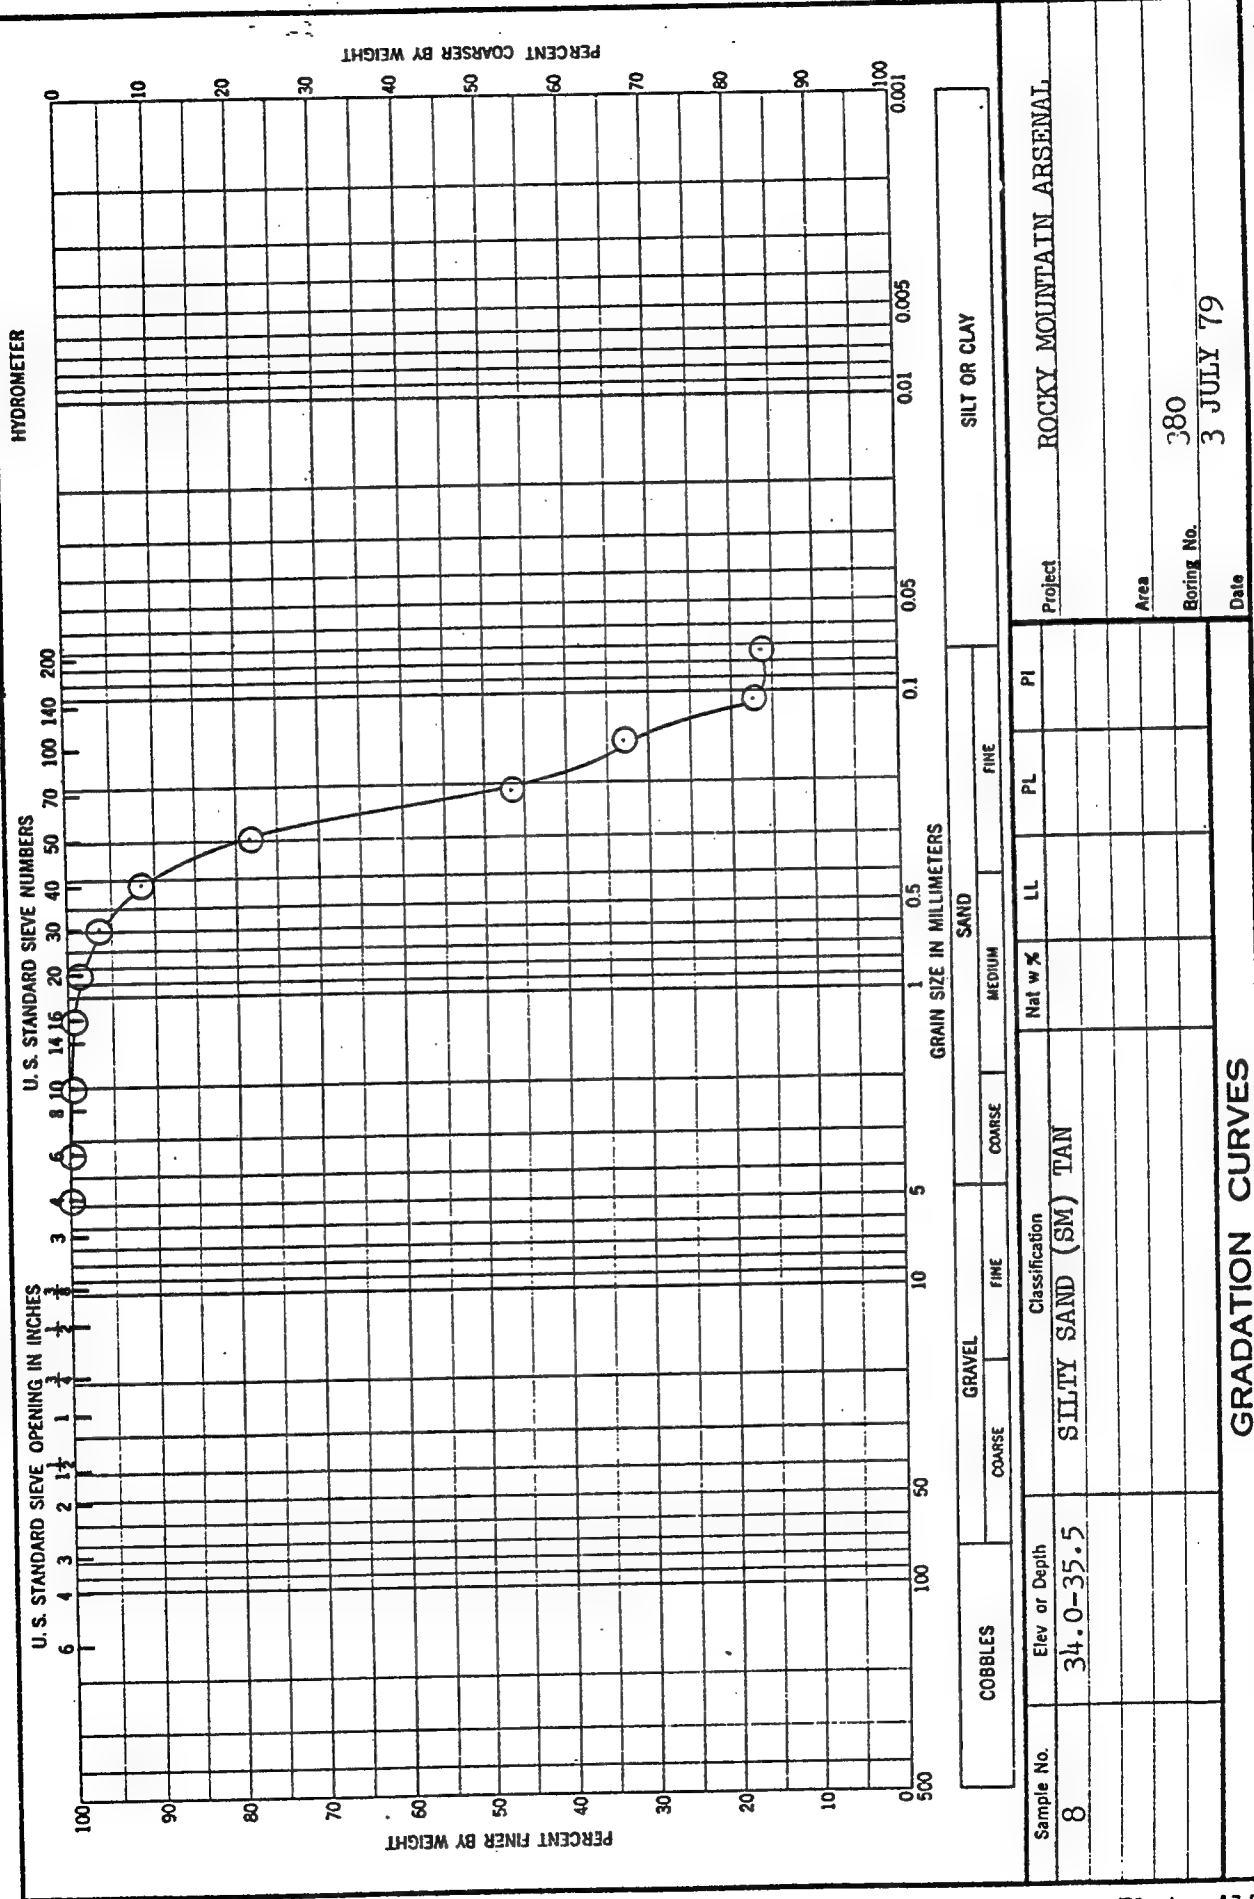 U. S. STANDARD SIEVE OPENING IN INCHES
U. S. STANDARD SIEVE NUMBERS
HYDROMETER
6 4 3 2 1½ 1 ¾ ½ ⅜ 3 4 6 8 10 14 16 20 30 40 50 70 100 140 200
PERCENT FINER BY WEIGHT
100
90
80
70
60
50
40
30
20
10
0
PERCENT COARSER BY WEIGHT
0
10
20
30
40
50
60
70
80
90
100
500 100 50 10 5 1 0.5 0.1 0.05 0.01 0.005 0.001
GRAIN SIZE IN MILLIMETERS
COBBLES
GRAVEL
COARSE FINE
SAND
COARSE MEDIUM FINE
SILT OR CLAY
Sample No. Elev or Depth Classification Nat w % LL PL PI
8 34.0-35.5 SILTY SAND (SM) TAN
Project ROCKY MOUNTAIN ARSENAL
Area
Boring No. 380
Date 3 JULY 79
GRADATION CURVES